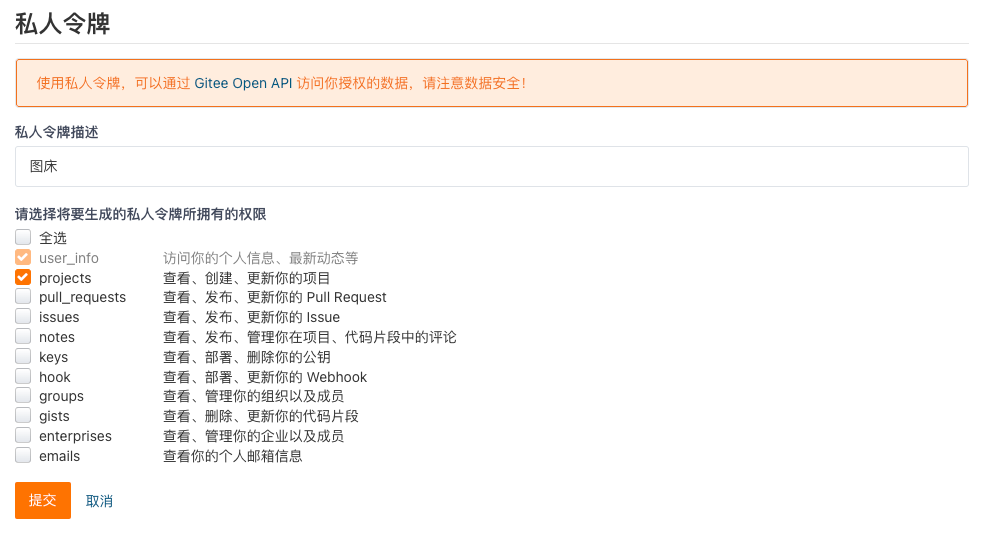 私人令牌
使用私人令牌，可以通过 Gitee Open API 访问你授权的数据，请注意数据安全！
私人令牌描述
图床
请选择将要生成的私人令牌所拥有的权限
全选
user_info 访问你的个人信息、最新动态等
projects 查看、创建、更新你的项目
pull_requests 查看、发布、更新你的 Pull Request
issues 查看、发布、更新你的 Issue
notes 查看、发布、管理你在项目、代码片段中的评论
keys 查看、部署、删除你的公钥
hook 查看、部署、更新你的 Webhook
groups 查看、管理你的组织以及成员
gists 查看、删除、更新你的代码片段
enterprises 查看、管理你的企业以及成员
emails 查看你的个人邮箱信息
提交 取消